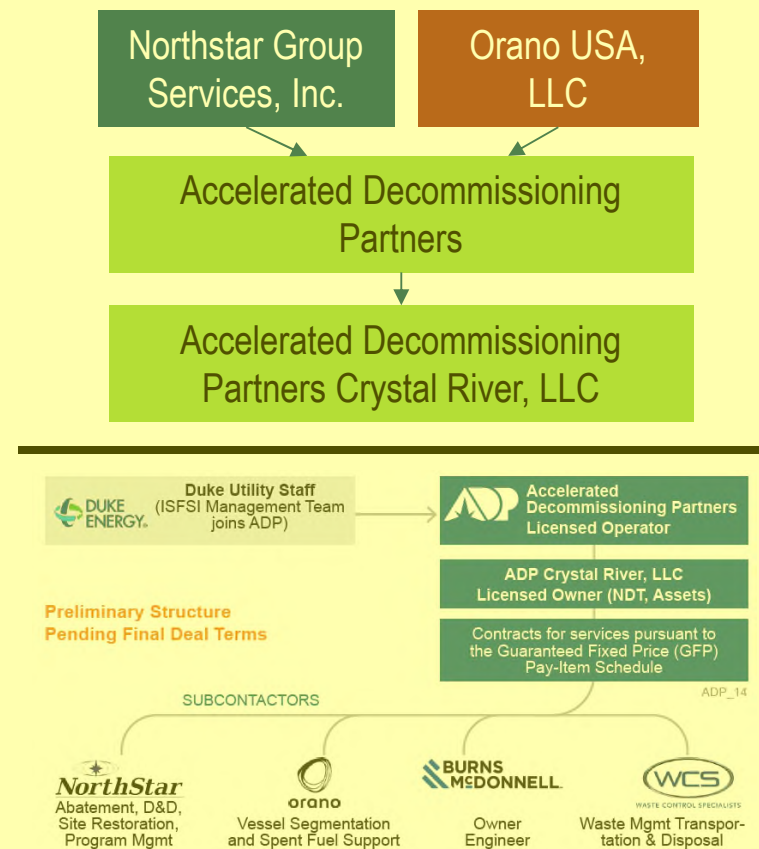 Northstar Group
Services, Inc.
Orano USA,
LLC
Accelerated Decommissioning
Partners
Accelerated Decommissioning
Partners Crystal River, LLC
DUKE
ENERGY®
Duke Utility Staff
(ISFSI Management Team
joins ADP)
ADP
Accelerated
Decommissioning Partners
Licensed Operator
ADP Crystal River, LLC
Licensed Owner (NDT, Assets)
Preliminary Structure
Pending Final Deal Terms
Contracts for services pursuant to
the Guaranteed Fixed Price (GFP)
Pay-Item Schedule
ADP_14
SUBCONTACTORS
NorthStar
Abatement, D&D,
Site Restoration,
Program Mgmt
orano
Vessel Segmentation
and Spent Fuel Support
BURNS
McDONNELL
Owner
Engineer
WCS
WASTE CONTROL SPECIALISTS
Waste Mgmt Transpor-
tation & Disposal